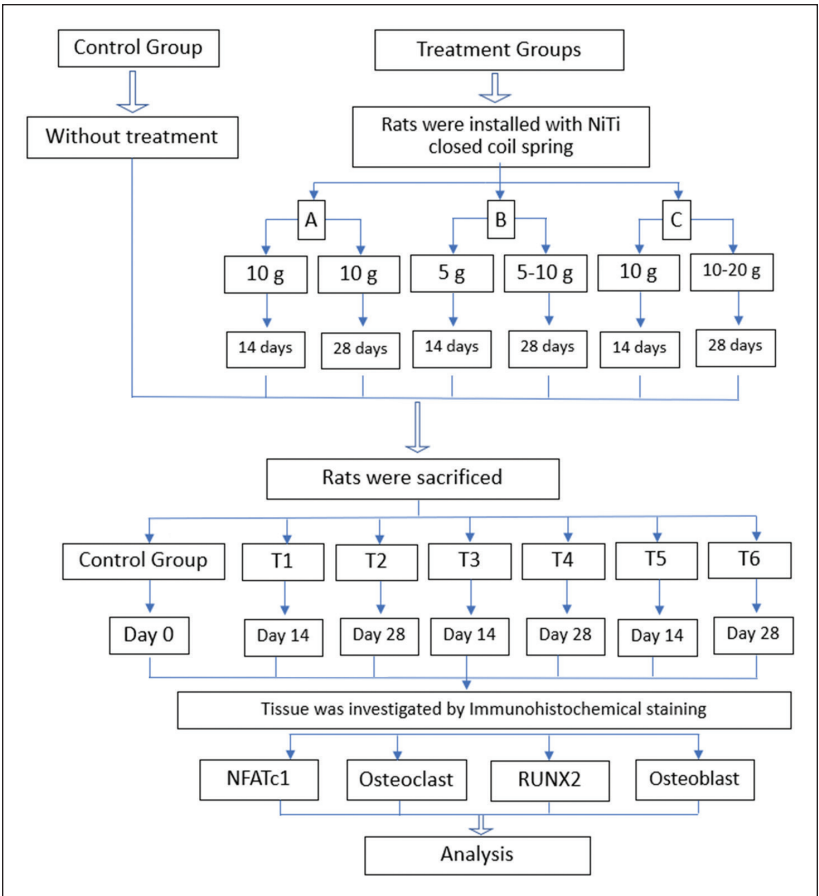 Control Group
Treatment Groups
Without treatment
Rats were installed with NiTi
closed coil spring
A
B
C
10 g
10 g
5 g
5-10 g
10 g
10-20 g
14 days
28 days
14 days
28 days
14 days
28 days
Rats were sacrificed
Control Group
T1
T2
T3
T4
T5
T6
Day 0
Day 14
Day 28
Day 14
Day 28
Day 14
Day 28
Tissue was investigated by Immunohistochemical staining
NFATc1
Osteoclast
RUNX2
Osteoblast
Analysis